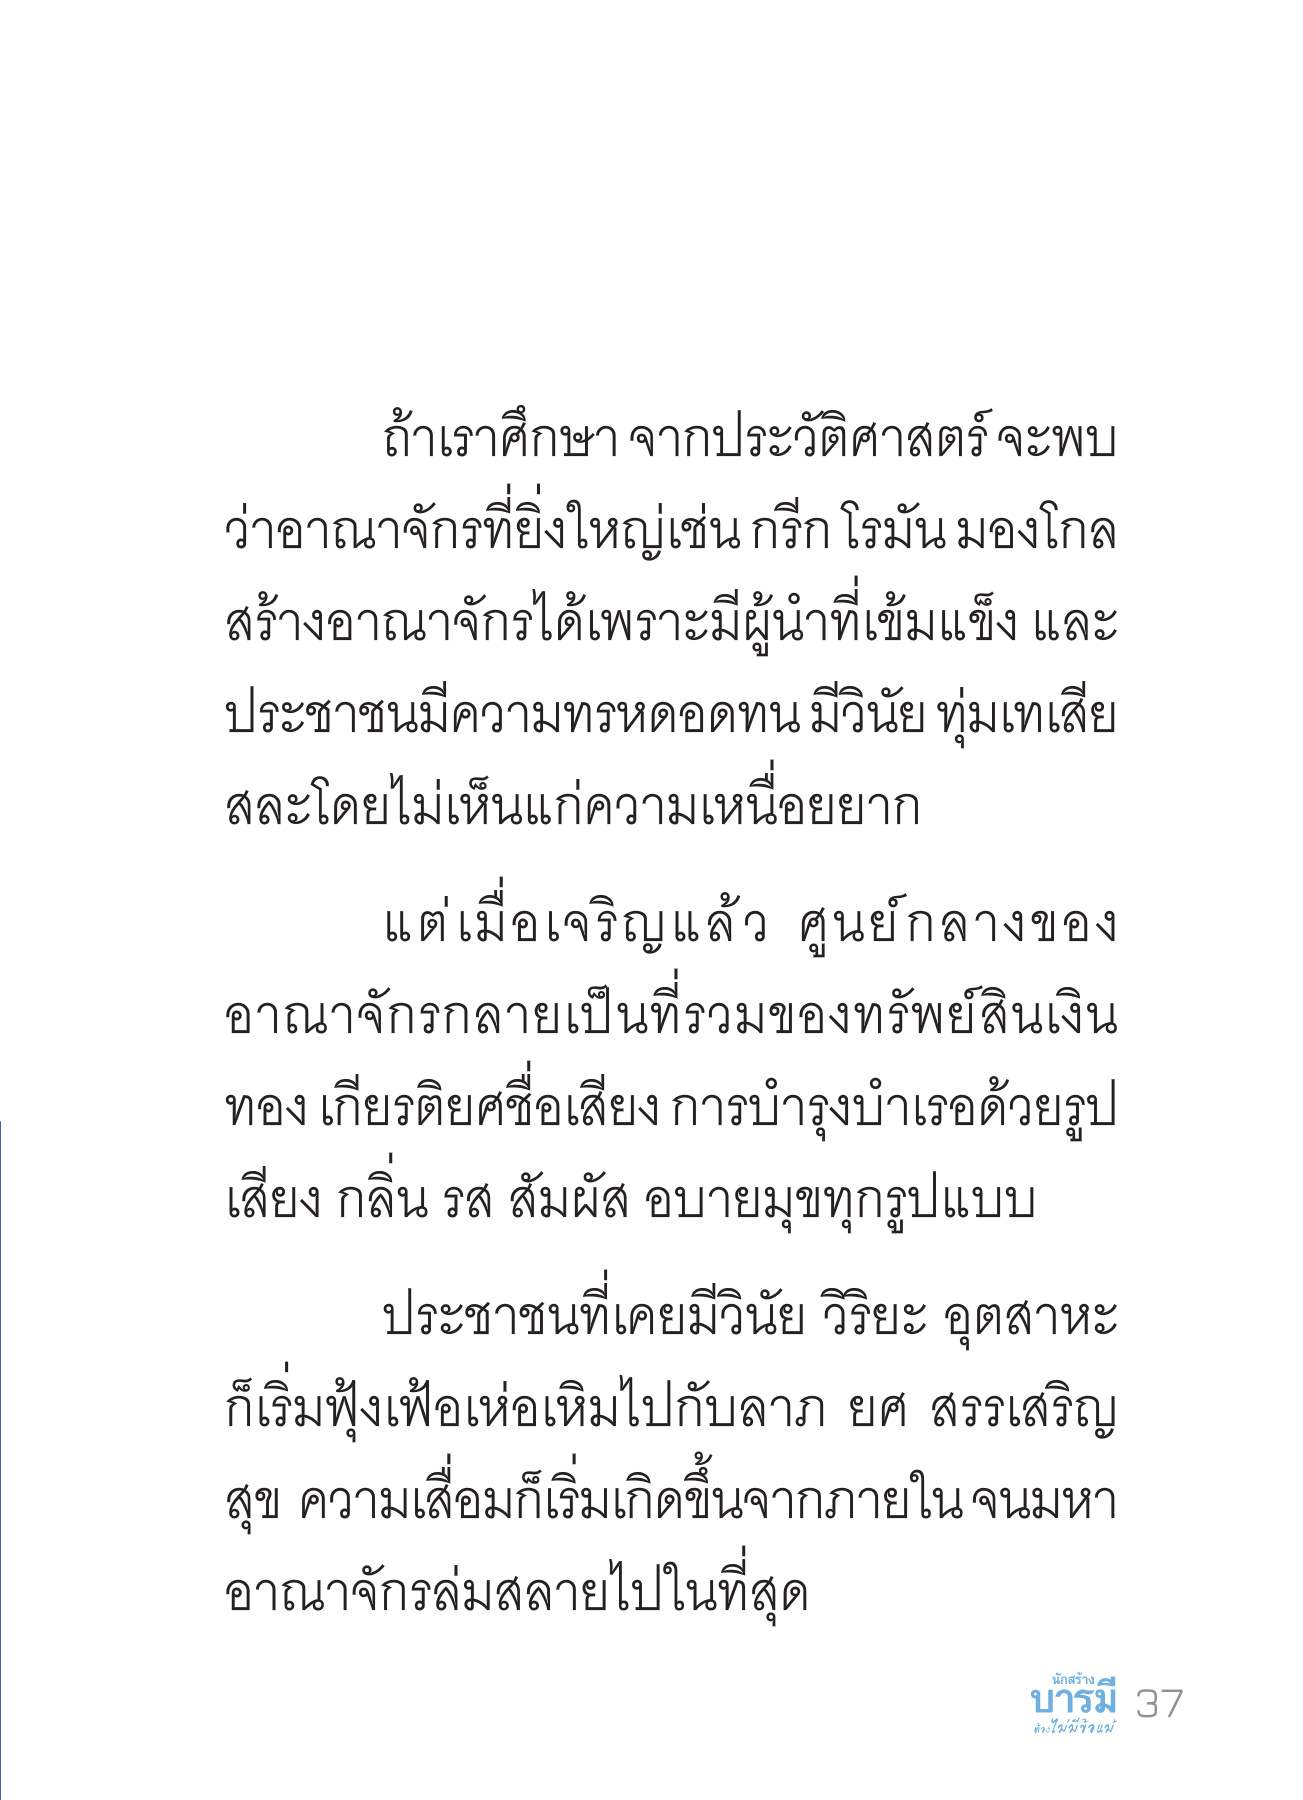 ถ้าเราศึกษา จากประวัติศาสตร์ จะพบ
ว่าอาณาจักรที่ยิ่งใหญ่เช่น กรีก โรมัน มองโกล
สร้างอาณาจักรได้เพราะมีผู้นำที่เข้มแข็ง และ
ประชาชนมีความทรหดอดทน มีวินัย ทุ่มเทเสีย
สละโดยไม่เห็นแก่ความเหนื่อยยาก
แต่เมื่อเจริญแล้ว ศูนย์กลางของ
อาณาจักรกลายเป็นที่รวมของทรัพย์สินเงิน
ทอง เกียรติยศชื่อเสียง การบำรุงบำเรอด้วยรูป
เสียง กลิ่น รส สัมผัส อบายมุขทุกรูปแบบ
ประชาชนที่เคยมีวินัย วิริยะ อุตสาหะ
ก็เริ่มฟุ้งเฟ้อเห่อเหิมไปกับลาภ ยศ สรรเสริญ
สุข ความเสื่อมก็เริ่มเกิดขึ้นจากภายใน จนมหา
อาณาจักรล่มสลายไปในที่สุด
นักสร้าง
บารมี 37
ต้องไม่มีข้อแม้